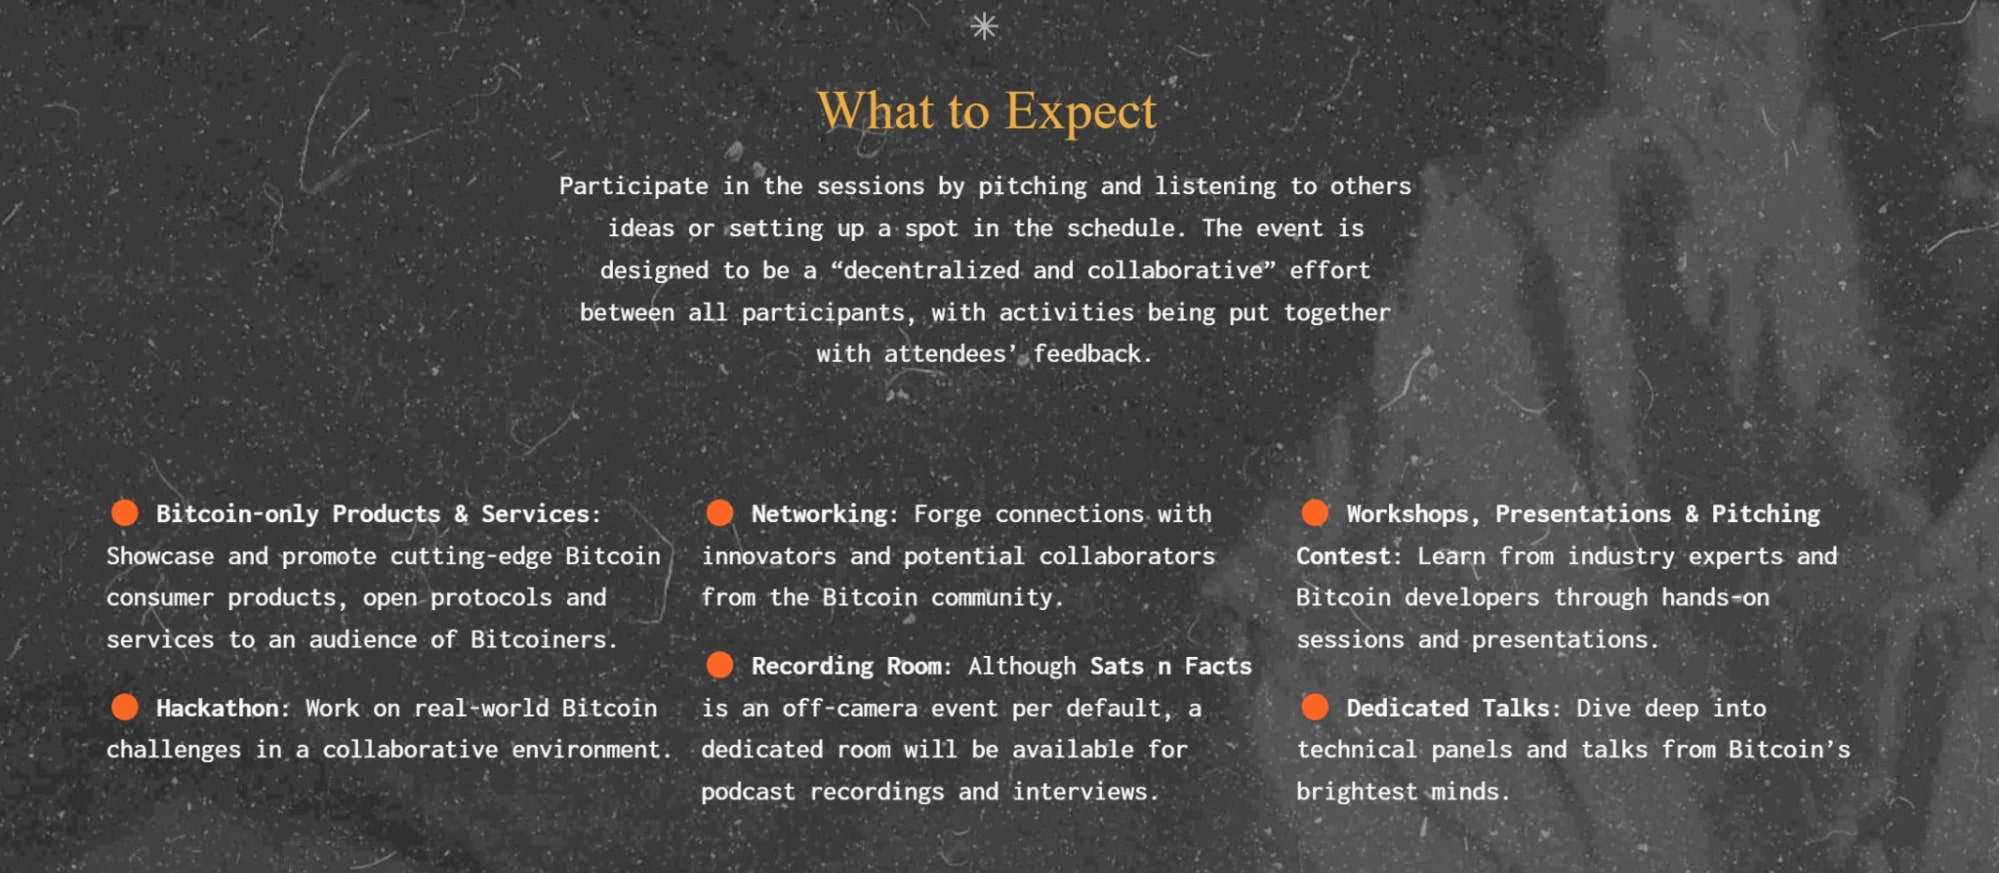 What to Expect
Participate in the sessions by pitching and listening to others
ideas or setting up a spot in the schedule. The event is
designed to be a “decentralized and collaborative” effort
between all participants, with activities being put together
with attendees’ feedback.
Bitcoin-only Products & Services:
Showcase and promote cutting-edge Bitcoin
consumer products, open protocols and
services to an audience of Bitcoiners.
Hackathon: Work on real-world Bitcoin
challenges in a collaborative environment.
Networking: Forge connections with
innovators and potential collaborators
from the Bitcoin community.
Recording Room: Although Sats n Facts
is an off-camera event per default, a
dedicated room will be available for
podcast recordings and interviews.
Workshops, Presentations & Pitching
Contest: Learn from industry experts and
Bitcoin developers through hands-on
sessions and presentations.
Dedicated Talks: Dive deep into
technical panels and talks from Bitcoin’s
brightest minds.